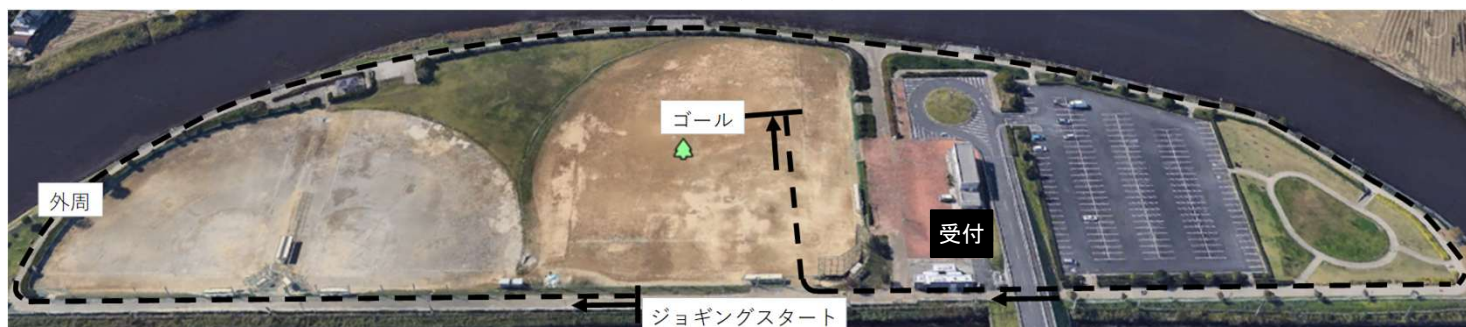 ゴール
外周
受付
ジョギングスタート